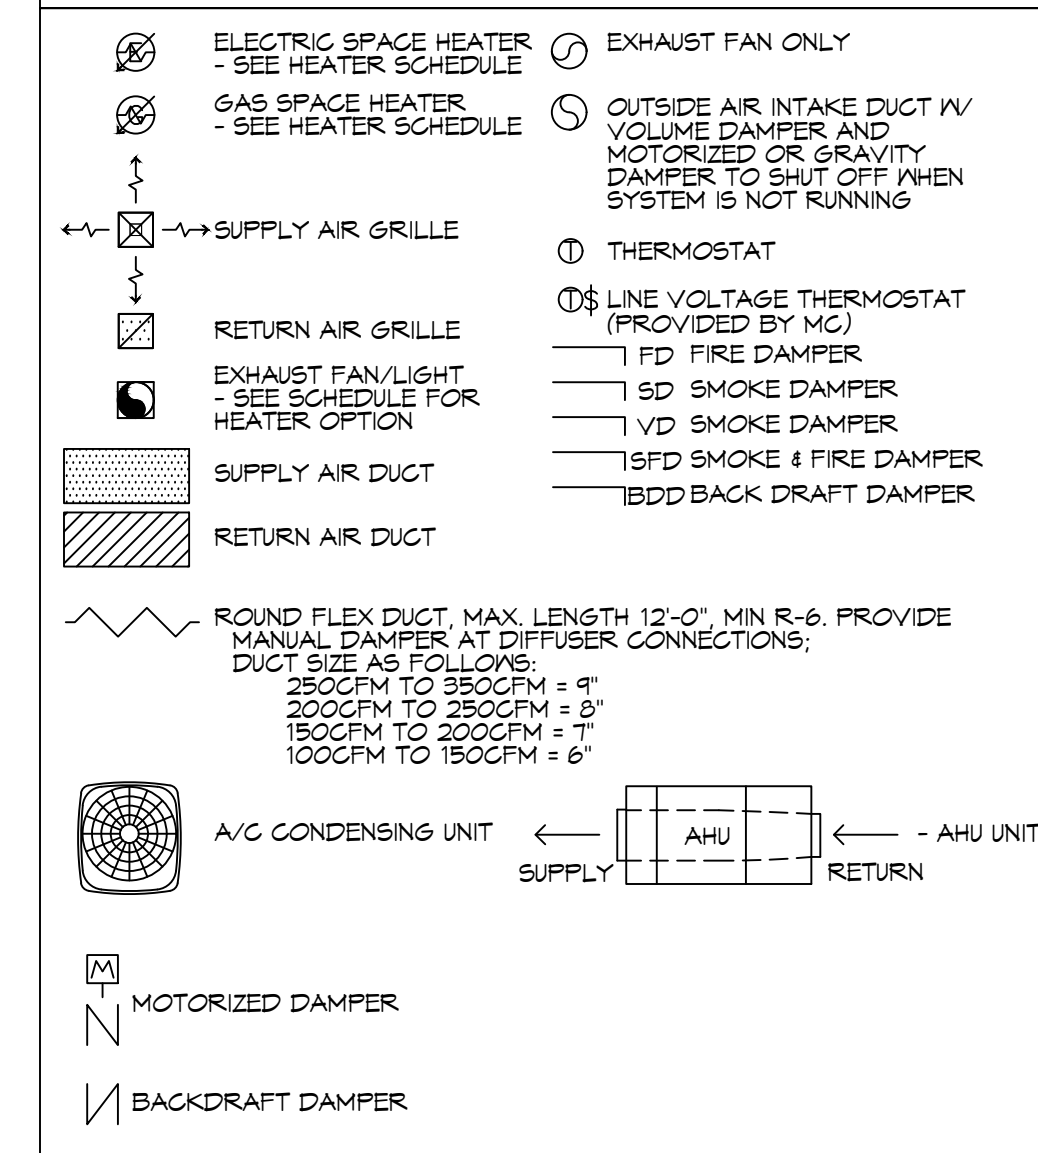 E
ELECTRIC SPACE HEATER
- SEE HEATER SCHEDULE
G
GAS SPACE HEATER
- SEE HEATER SCHEDULE
SUPPLY AIR GRILLE
RETURN AIR GRILLE
EXHAUST FAN/LIGHT
- SEE SCHEDULE FOR
HEATER OPTION
SUPPLY AIR DUCT
RETURN AIR DUCT
EXHAUST FAN ONLY
OUTSIDE AIR INTAKE DUCT W/
VOLUME DAMPER AND
MOTORIZED OR GRAVITY
DAMPER TO SHUT OFF WHEN
SYSTEM IS NOT RUNNING
T THERMOSTAT
T$ LINE VOLTAGE THERMOSTAT
(PROVIDED BY MC)
FD FIRE DAMPER
SD SMOKE DAMPER
VD SMOKE DAMPER
SFD SMOKE & FIRE DAMPER
BDD BACK DRAFT DAMPER
ROUND FLEX DUCT, MAX. LENGTH 12'-0", MIN R-6. PROVIDE
MANUAL DAMPER AT DIFFUSER CONNECTIONS;
DUCT SIZE AS FOLLOWS:
250CFM TO 350CFM = 9"
200CFM TO 250CFM = 8"
150CFM TO 200CFM = 7"
100CFM TO 150CFM = 6"
A/C CONDENSING UNIT
SUPPLY
AHU
RETURN
- AHU UNIT
M
MOTORIZED DAMPER
BACKDRAFT DAMPER